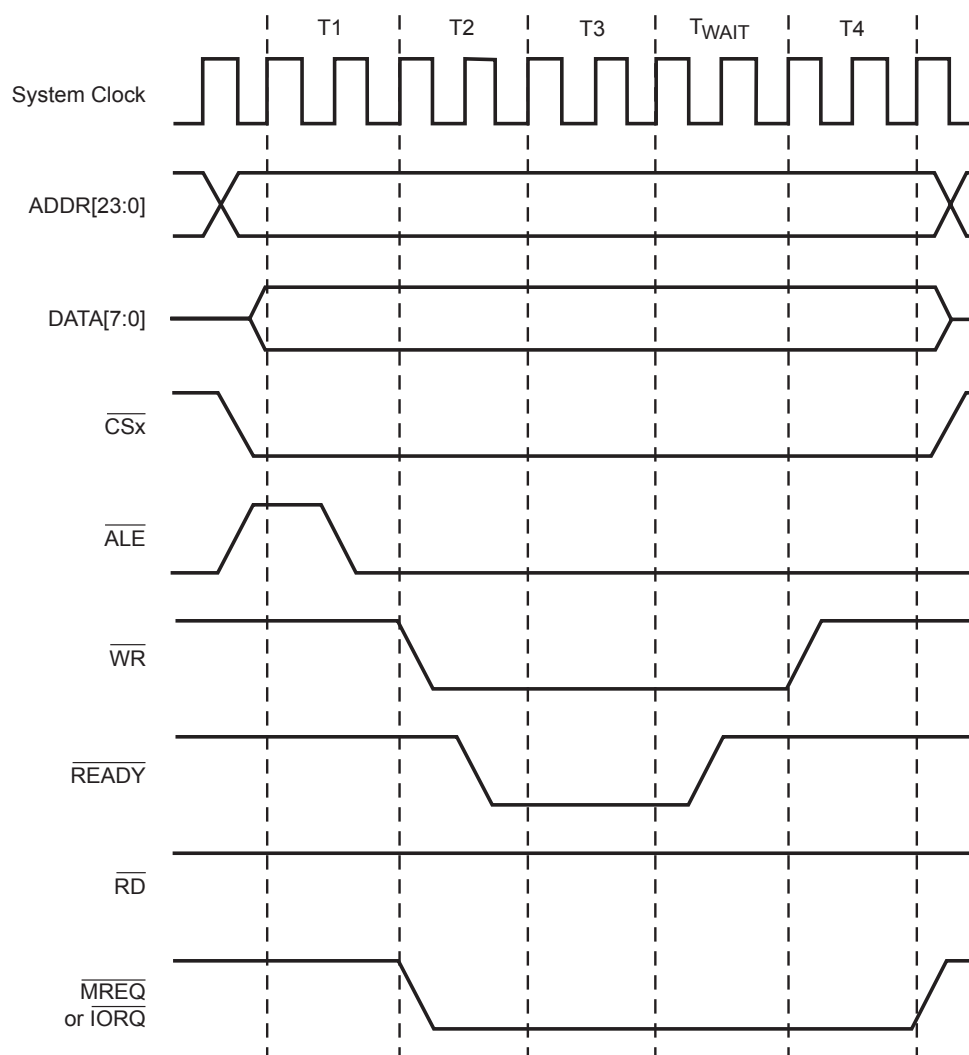 T1 T2 T3 TWAIT T4
System Clock
ADDR[23:0]
DATA[7:0]
CSx
ALE
WR
READY
RD
MREQ
or IORQ